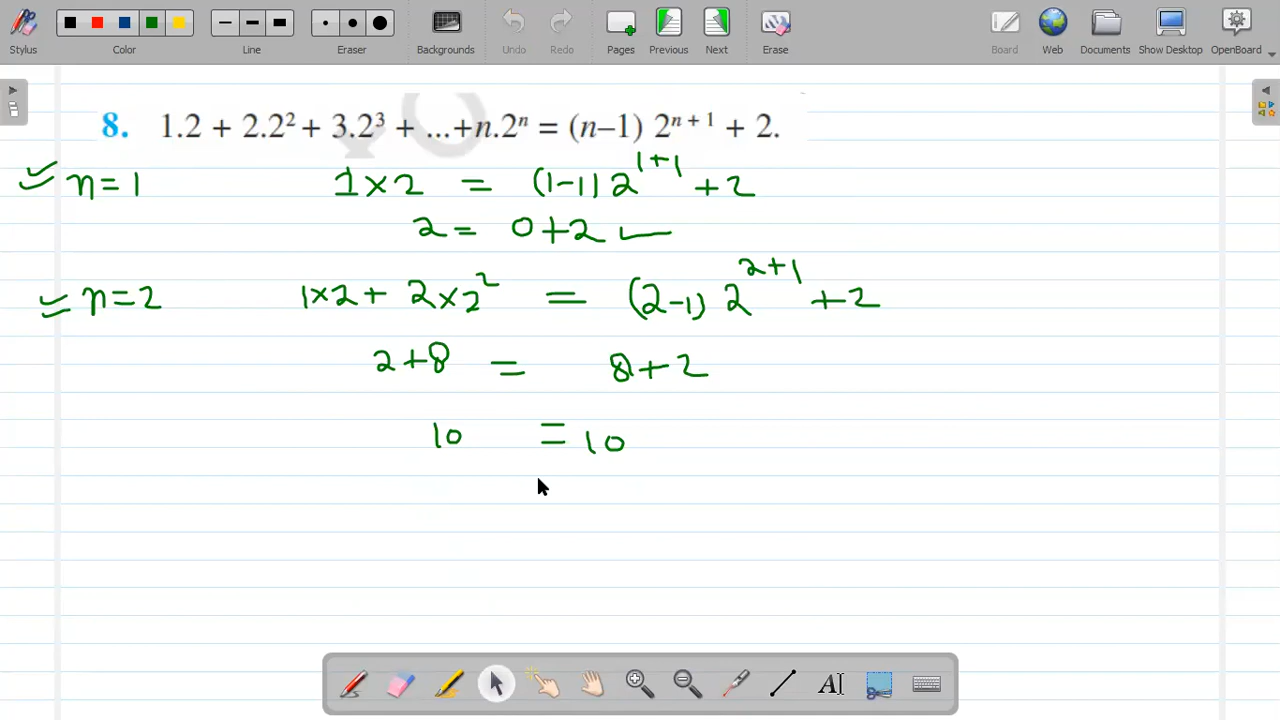 Stylus Color Line Eraser Backgrounds Undo Redo Pages Previous Next Erase Board Web Documents Show Desktop OpenBoard
8. 1.2 + 2.2² + 3.2³ + ...+n.2ⁿ = (n–1) 2ⁿ⁺¹ + 2.
n=1 1×2 = (1-1) 2¹⁺¹ +2
2 = 0+2
n=2 1×2 + 2×2² = (2-1) 2²⁺¹ +2
2+8 = 8+2
10 = 10
AI